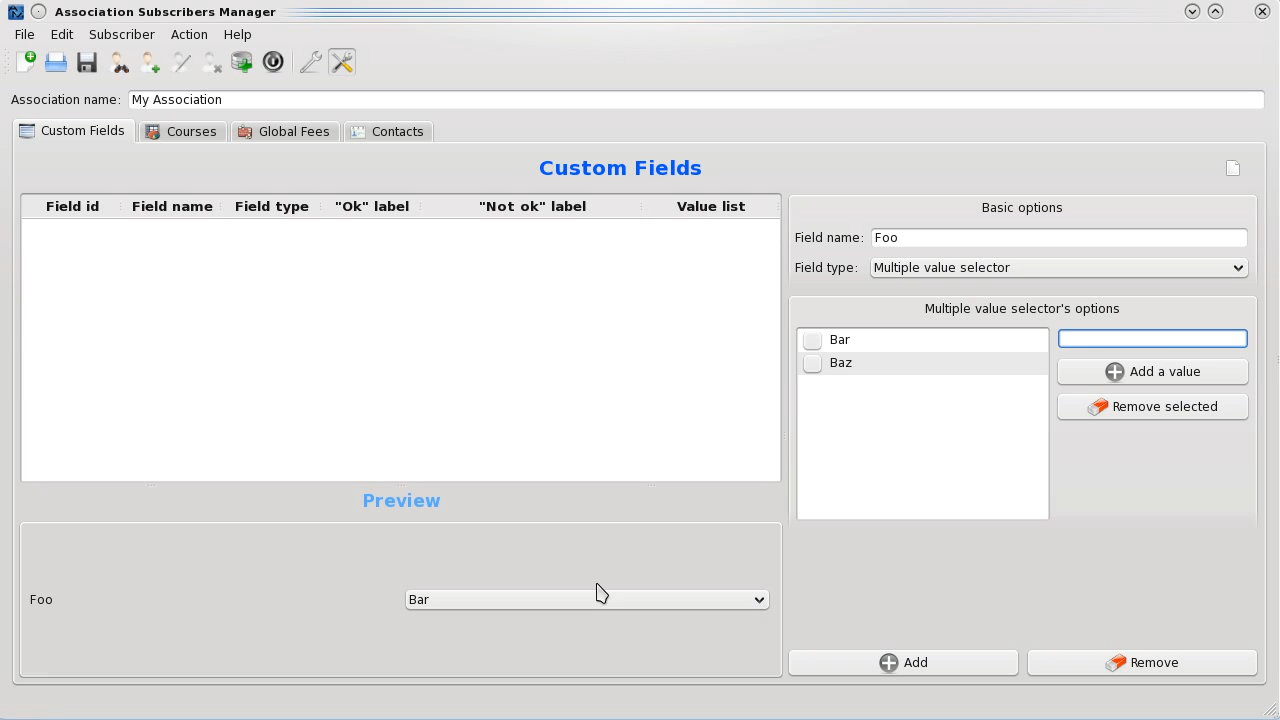 Association Subscribers Manager
File Edit Subscriber Action Help
Association name: My Association
Custom Fields Courses Global Fees Contacts
Custom Fields
Field id Field name Field type "Ok" label "Not ok" label Value list
Basic options
Field name: Foo
Field type: Multiple value selector
Multiple value selector's options
Bar
Baz
Add a value
Remove selected
Preview
Foo Bar
Add Remove